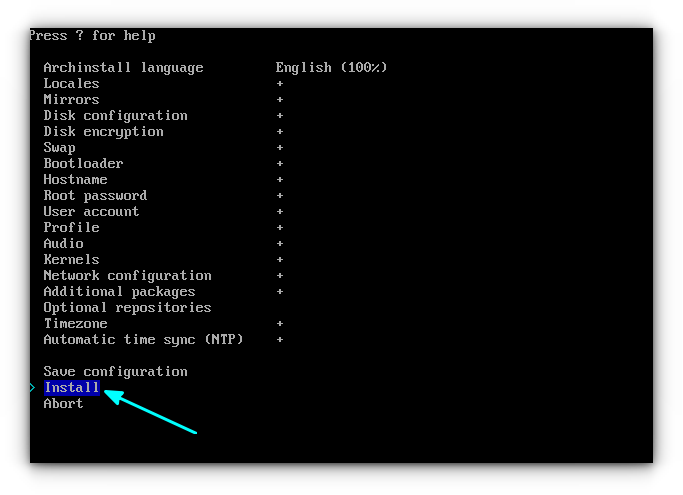 Press ? for help
Archinstall language English (100%)
Locales +
Mirrors +
Disk configuration +
Disk encryption +
Swap +
Bootloader +
Hostname +
Root password +
User account +
Profile +
Audio +
Kernels +
Network configuration +
Additional packages +
Optional repositories
Timezone +
Automatic time sync (NTP) +
Save configuration
> Install
Abort